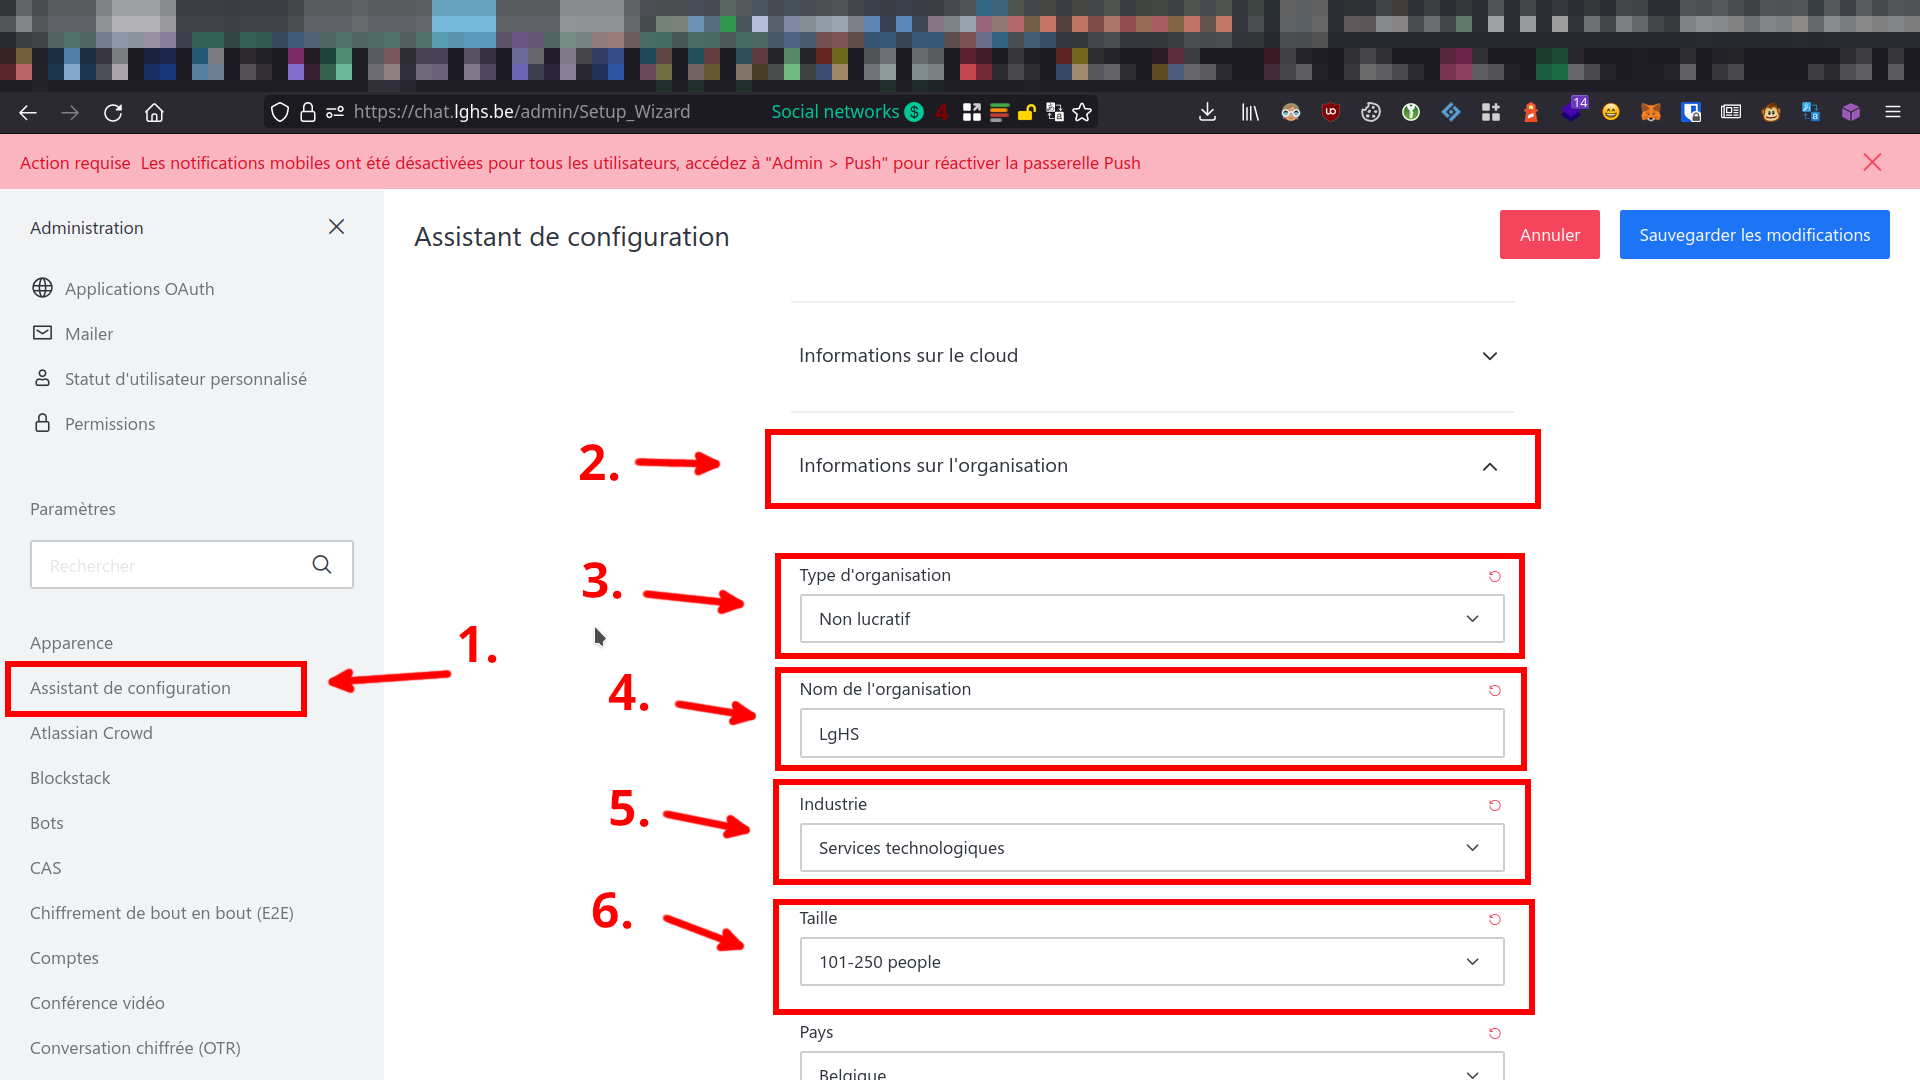 https://chat.lghs.be/admin/Setup_Wizard
Social networks
4
14
Action requise Les notifications mobiles ont été désactivées pour tous les utilisateurs, accédez à "Admin > Push" pour réactiver la passerelle Push
Administration
Applications OAuth
Mailer
Statut d'utilisateur personnalisé
Permissions
Paramètres
Rechercher
Apparence
Assistant de configuration
Atlassian Crowd
Blockstack
Bots
CAS
Chiffrement de bout en bout (E2E)
Comptes
Conférence vidéo
Conversation chiffrée (OTR)
1.
Assistant de configuration
Annuler
Sauvegarder les modifications
Informations sur le cloud
2.
Informations sur l'organisation
3.
Type d'organisation
Non lucratif
4.
Nom de l'organisation
LgHS
5.
Industrie
Services technologiques
6.
Taille
101-250 people
Pays
Belgique